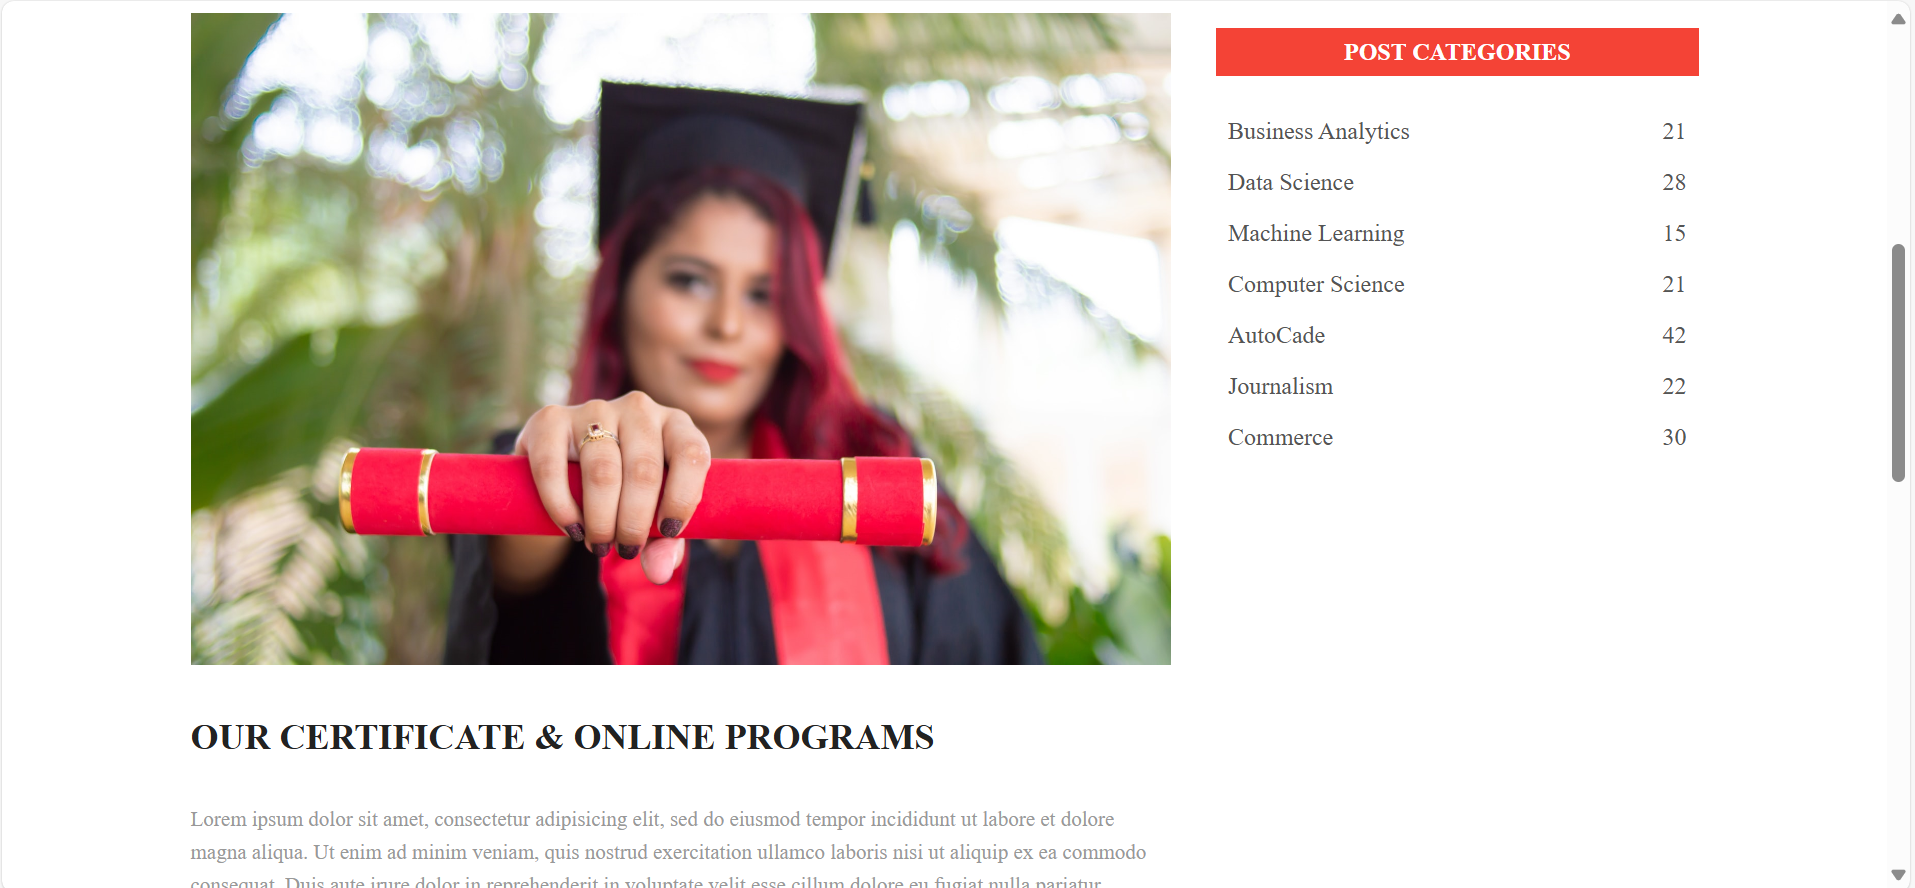 POST CATEGORIES
Business Analytics 21
Data Science 28
Machine Learning 15
Computer Science 21
AutoCade 42
Journalism 22
Commerce 30
OUR CERTIFICATE & ONLINE PROGRAMS
Lorem ipsum dolor sit amet, consectetur adipisicing elit, sed do eiusmod tempor incididunt ut labore et dolore
magna aliqua. Ut enim ad minim veniam, quis nostrud exercitation ullamco laboris nisi ut aliquip ex ea commodo
consequat. Duis aute irure dolor in reprehenderit in voluptate velit esse cillum dolore eu fugiat nulla pariatur.